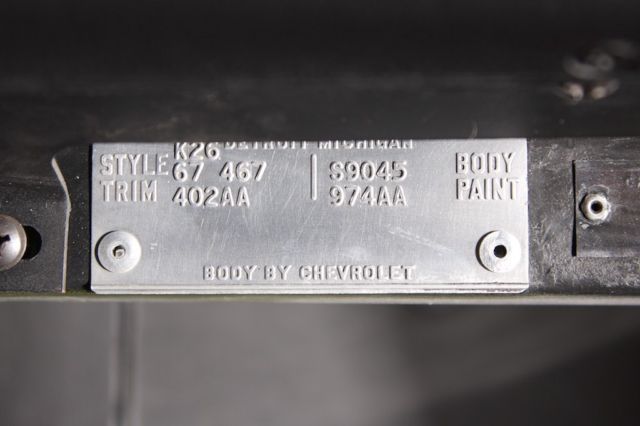 DETROIT MICHIGAN
K26
STYLE 67 467 S9045 BODY
TRIM 402AA 974AA PAINT
BODY BY CHEVROLET